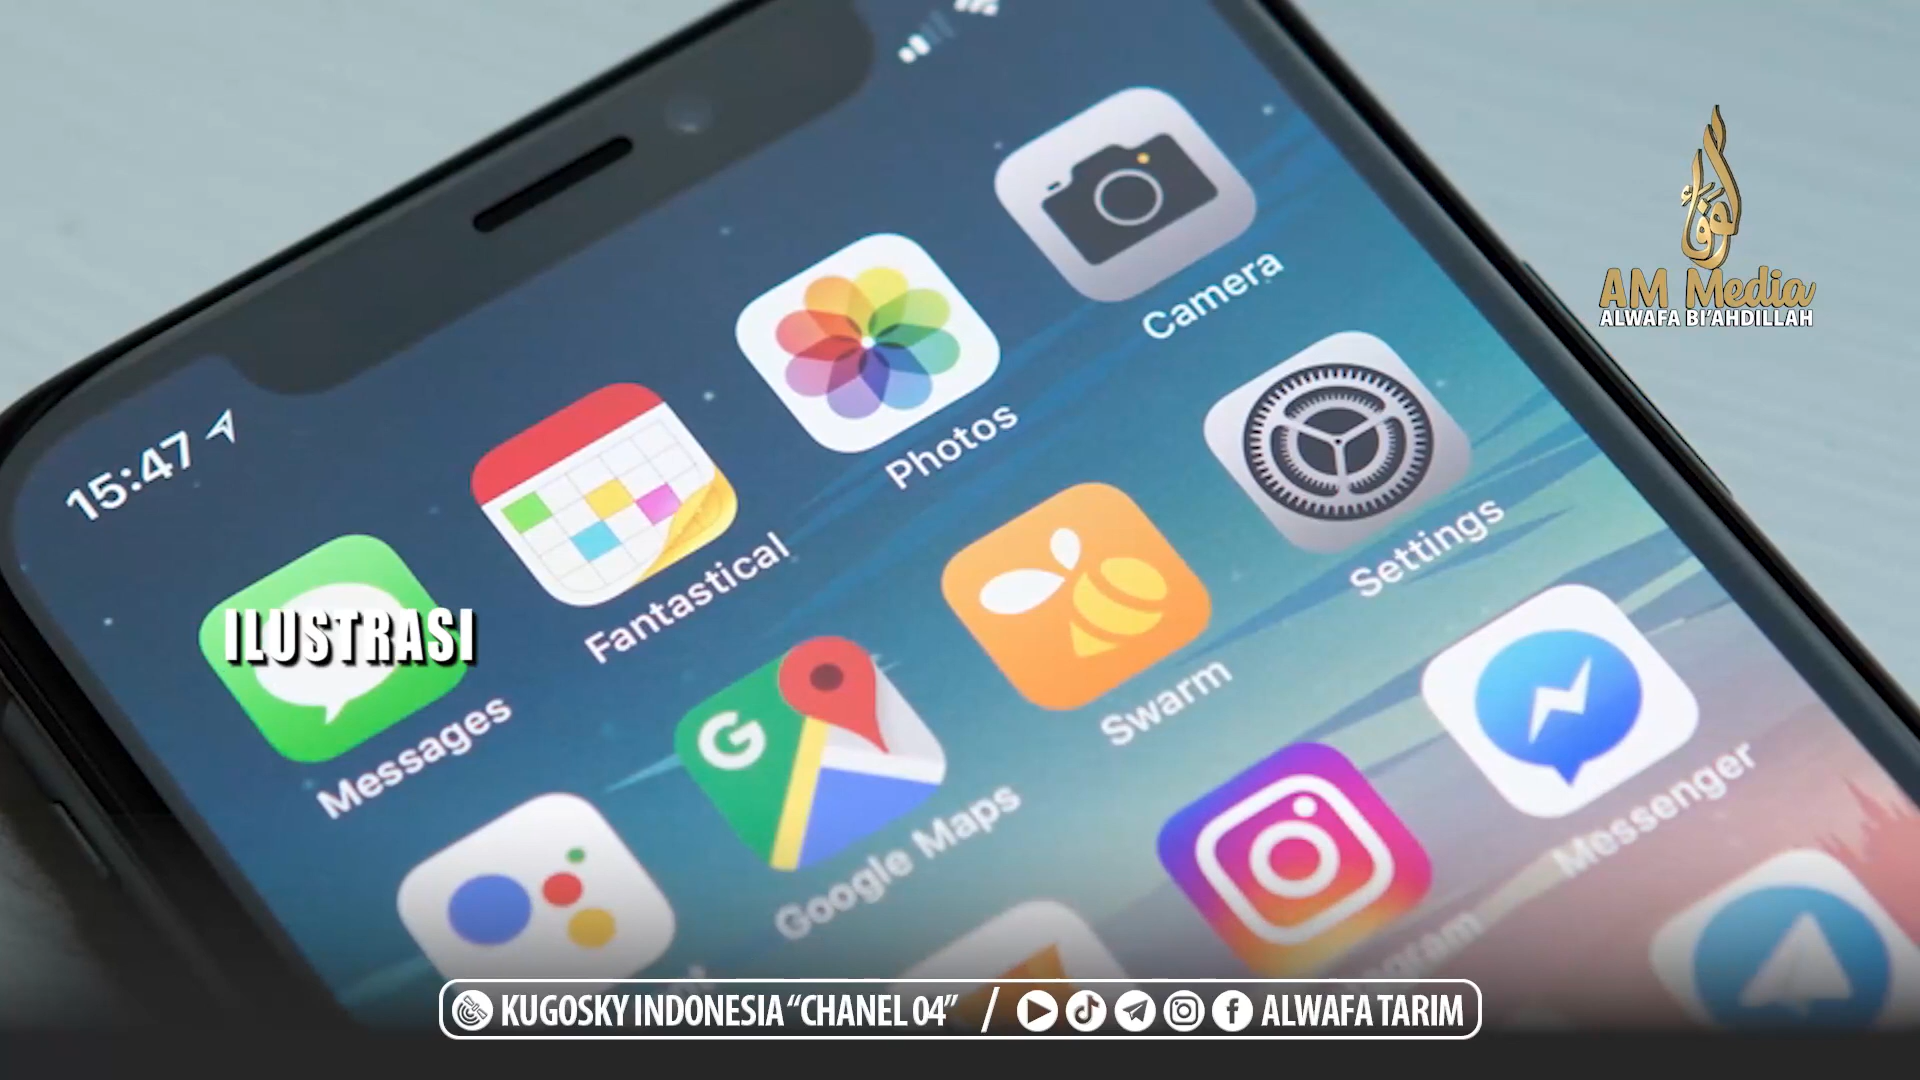 15:47
Camera
Photos
Fantastical
Settings
ILUSTRASI
Messages
Swarm
G
Google Maps
Messenger
الوفاء
AM Media
ALWAFA BI'AHDILLAH
KUGOSKY INDONESIA “CHANEL 04” / ALWAFA TARIM